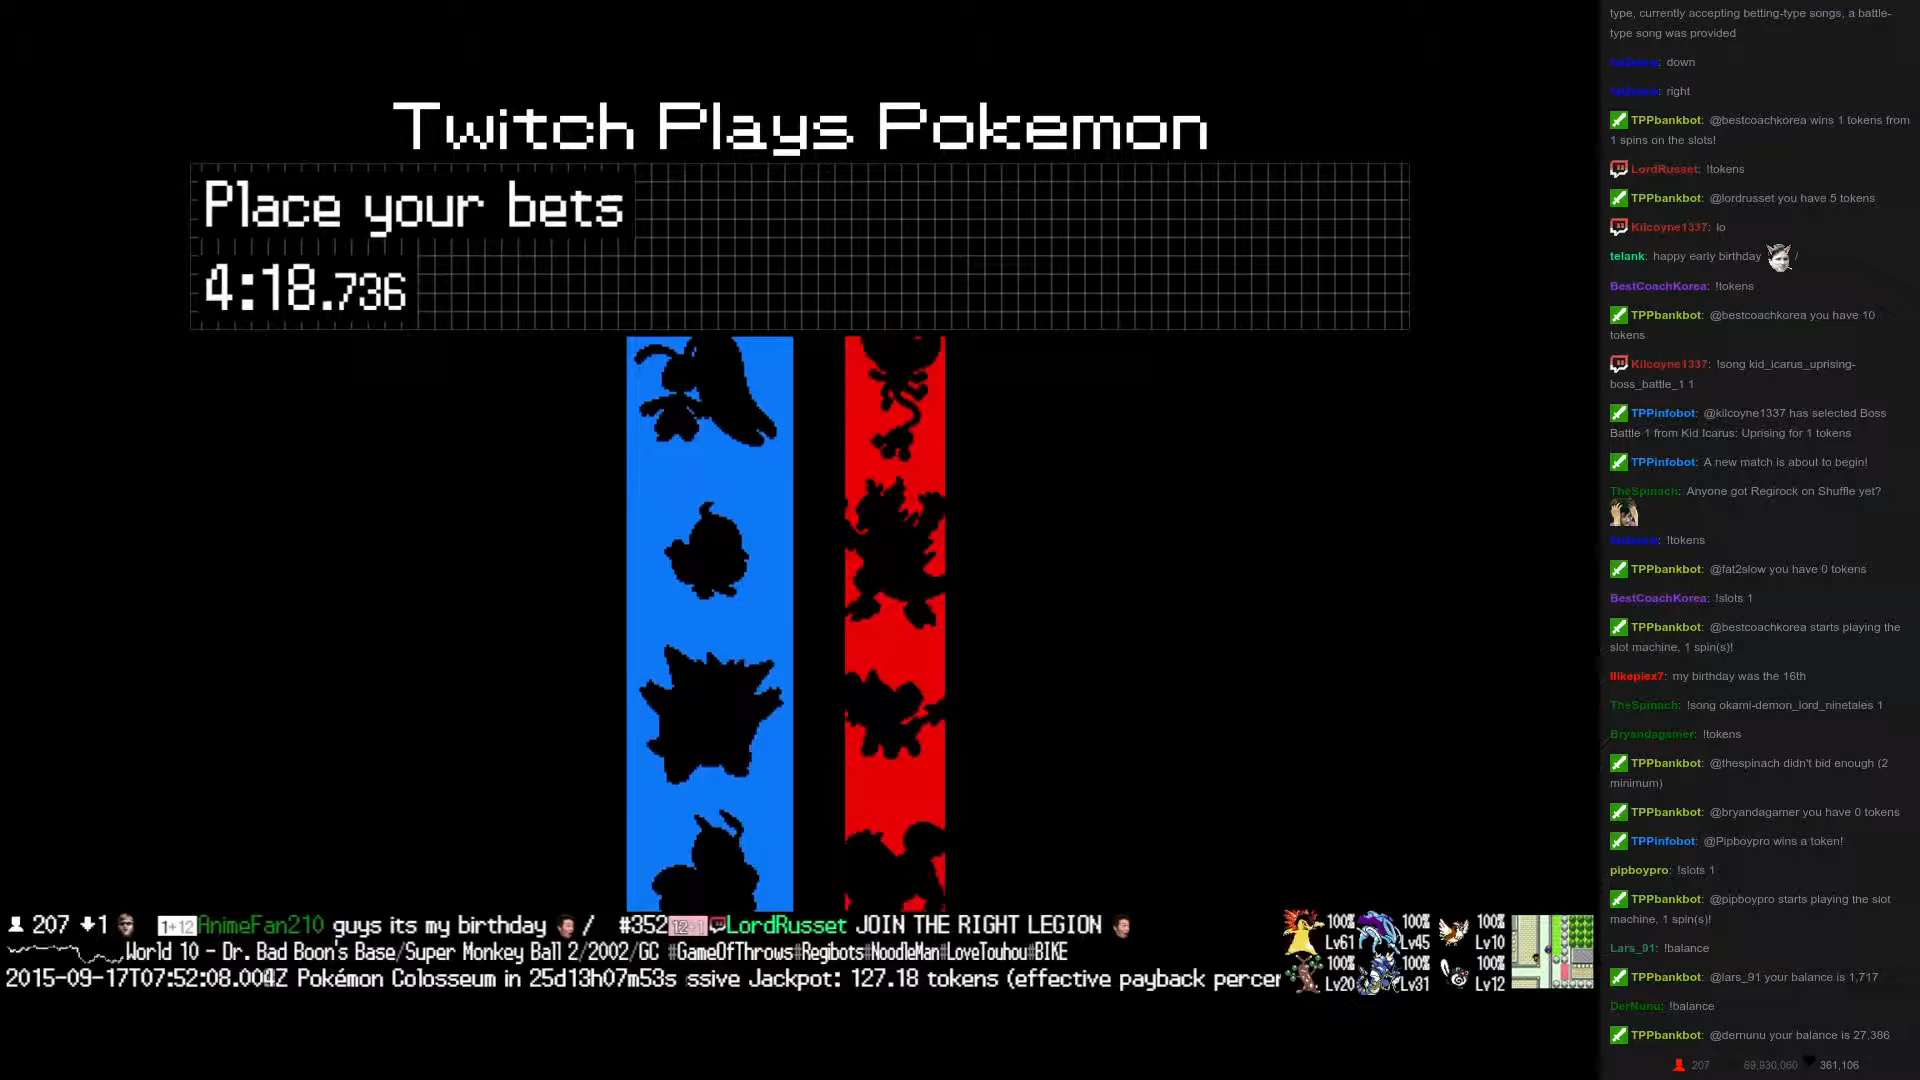 Twitch Plays Pokemon
Place your bets
4:18.736
207 1 1+12 AnimeFan210 guys its my birthday / #352 12+1 LordRusset JOIN THE RIGHT LEGION
World 10 - Dr. Bad Boon's Base/Super Monkey Ball 2/2002/GC #GameOfThrows#Regibots#NoodleMan#LoveTouhou#BIKE
Pokémon Colosseum in 25d13h07m53s ssive Jackpot: 127.18 tokens (effective payback percer
100% 100% 100%
Lv61 Lv45 Lv10
100% 100% 100%
Lv20 Lv31 Lv12
type, currently accepting betting-type songs, a battle-
type song was provided
fat2slow: down
fat2slow: right
TPPbankbot: @bestcoachkorea wins 1 tokens from
1 spins on the slots!
LordRusset: !tokens
TPPbankbot: @lordrusset you have 5 tokens
Kilcoyne1337: lo
telank: happy early birthday /
BestCoachKorea: !tokens
TPPbankbot: @bestcoachkorea you have 10
tokens
Kilcoyne1337: !song kid_icarus_uprising-
boss_battle_1 1
TPPinfobot: @kilcoyne1337 has selected Boss
Battle 1 from Kid Icarus: Uprising for 1 tokens
TPPinfobot: A new match is about to begin!
TheSpinach: Anyone got Regirock on Shuffle yet?
fat2slow: !tokens
TPPbankbot: @fat2slow you have 0 tokens
BestCoachKorea: !slots 1
TPPbankbot: @bestcoachkorea starts playing the
slot machine, 1 spin(s)!
Ilikepiex7: my birthday was the 16th
TheSpinach: !song okami-demon_lord_ninetales 1
Bryandagamer: !tokens
TPPbankbot: @thespinach didn't bid enough (2
minimum)
TPPbankbot: @bryandagamer you have 0 tokens
TPPinfobot: @Pipboypro wins a token!
pipboypro: !slots 1
TPPbankbot: @pipboypro starts playing the slot
machine, 1 spin(s)!
Lars_91: !balance
TPPbankbot: @lars_91 your balance is 1,717
DerNunu: !balance
TPPbankbot: @dernunu your balance is 27,386
207 69,930,060 361,106